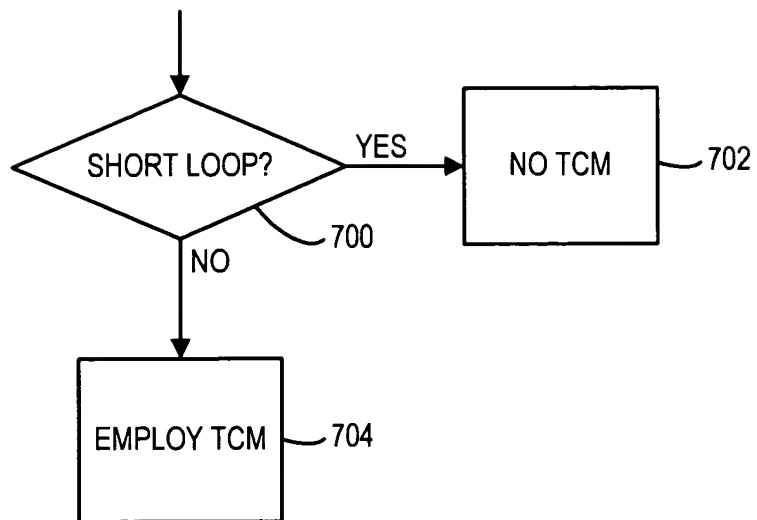 SHORT LOOP?
YES
NO TCM
702
700
NO
EMPLOY TCM
704